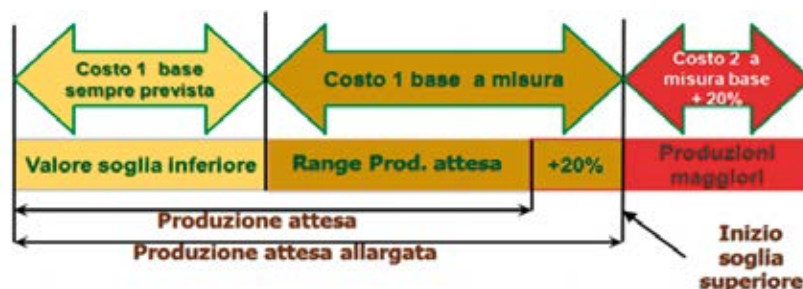 Costo 1 base
sempre prevista
Costo 1 base a misura
Costo 2 a
misura base
+ 20%
Valore soglia inferiore
Range Prod. attesa
+20%
Produzioni
maggiori
Produzione attesa
Produzione attesa allargata
Inizio
soglia
superiore